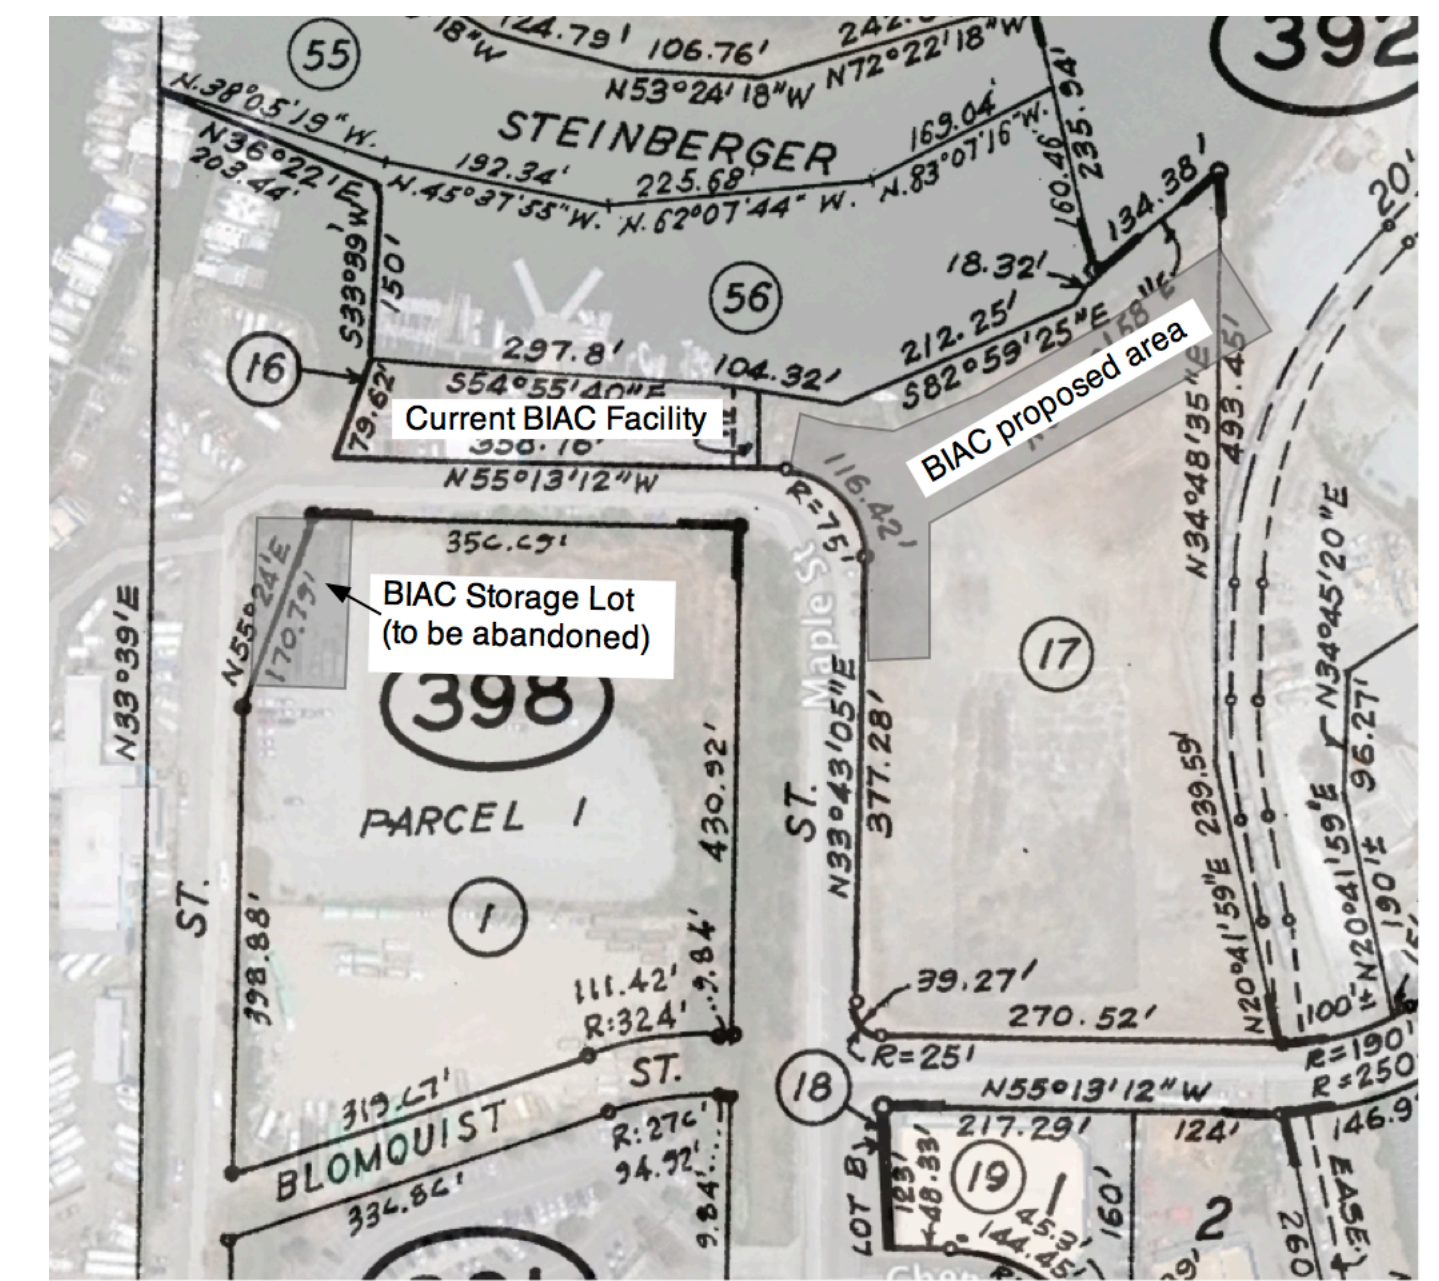 55
18"W
124.79'
106.76'
N53°24'18"W
N72°22'18"W
392
N.38°05'19"W.
N36°22'E
203.44'
STEINBERGER
192.34'
N.45°37'55"W.
225.68'
N.62°07'44"W.
169.04'
N.83°07'16"W.
160.46'
235.94'
134.38'
20'
S33°39'W
150'
56
18.32'
212.25'
S82°59'25"E
58"E
16
297.8'
104.32'
S54°55'40"E
79.62'
Current BIAC Facility
N55°13'12"W
BIAC proposed area
116.42'
R=75'
N34°48'35"E
493.45'
N55°24'E
170.79'
BIAC Storage Lot
(to be abandoned)
N33°39'E
398
PARCEL 1
1
430.92'
Maple St
ST.
N33°43'05"E
377.28'
17
N34°45'20"E
96.27'
239.59'
N20°41'59"E
N20°41'59"E
190'±
100'±
15'
ST.
398.88'
111.42'
R:324'
9.84'
39.27'
R=25'
270.52'
R=190'
R=250
146.9
BLOMQUIST
ST.
R:276'
94.92'
9.84'
18
N55°13'12"W
217.29'
124'
LOT B
123'
48.33'
19
1
45.3'
144.45'
160'
2
260
EASE.